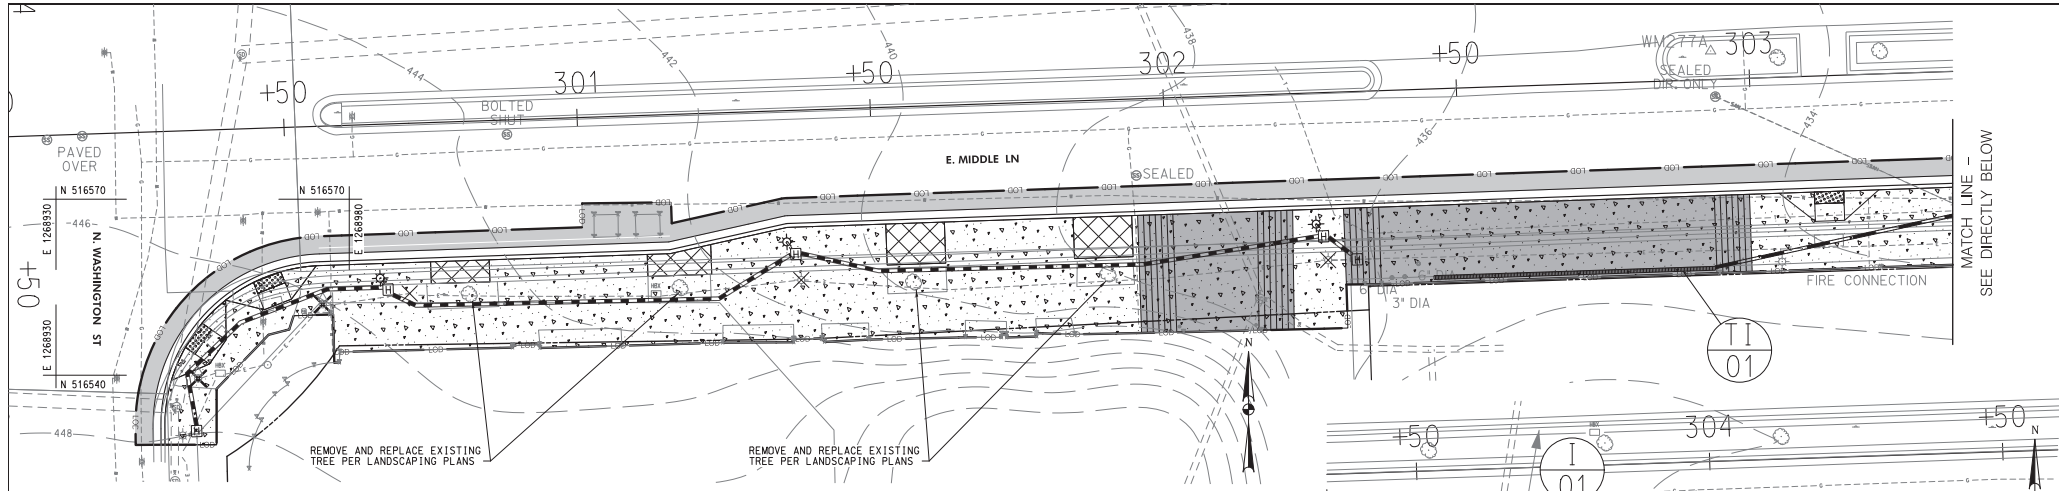 +50
301
+50
302
+50
WM277A
303
BOLTED
SHUT
SEALED
DIR. ONLY
444
442
440
438
436
434
PAVED
OVER
E. MIDDLE LN
SEALED
MATCH LINE -
SEE DIRECTLY BELOW
N 516570
N 516570
E 1268930
E 1268980
-446-
N. WASHINGTON ST
+50
E 1268930
N 516540
448
LOD
6" DIA
3" DIA
FIRE CONNECTION
TI
01
REMOVE AND REPLACE EXISTING
TREE PER LANDSCAPING PLANS
REMOVE AND REPLACE EXISTING
TREE PER LANDSCAPING PLANS
N
+50
304
+50
N
I
01